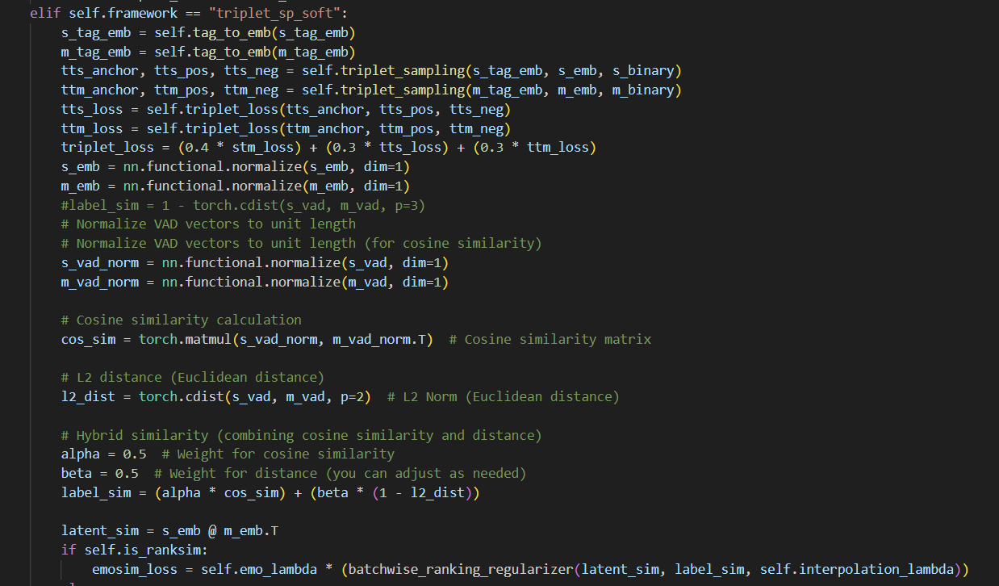 elif self.framework == "triplet_sp_soft":
s_tag_emb = self.tag_to_emb(s_tag_emb)
m_tag_emb = self.tag_to_emb(m_tag_emb)
tts_anchor, tts_pos, tts_neg = self.triplet_sampling(s_tag_emb, s_emb, s_binary)
ttm_anchor, ttm_pos, ttm_neg = self.triplet_sampling(m_tag_emb, m_emb, m_binary)
tts_loss = self.triplet_loss(tts_anchor, tts_pos, tts_neg)
ttm_loss = self.triplet_loss(ttm_anchor, ttm_pos, ttm_neg)
triplet_loss = (0.4 * stm_loss) + (0.3 * tts_loss) + (0.3 * ttm_loss)
s_emb = nn.functional.normalize(s_emb, dim=1)
m_emb = nn.functional.normalize(m_emb, dim=1)
#label_sim = 1 - torch.cdist(s_vad, m_vad, p=3)
# Normalize VAD vectors to unit length
# Normalize VAD vectors to unit length (for cosine similarity)
s_vad_norm = nn.functional.normalize(s_vad, dim=1)
m_vad_norm = nn.functional.normalize(m_vad, dim=1)
# Cosine similarity calculation
cos_sim = torch.matmul(s_vad_norm, m_vad_norm.T)  # Cosine similarity matrix
# L2 distance (Euclidean distance)
l2_dist = torch.cdist(s_vad, m_vad, p=2)  # L2 Norm (Euclidean distance)
# Hybrid similarity (combining cosine similarity and distance)
alpha = 0.5  # Weight for cosine similarity
beta = 0.5  # Weight for distance (you can adjust as needed)
label_sim = (alpha * cos_sim) + (beta * (1 - l2_dist))
latent_sim = s_emb @ m_emb.T
if self.is_ranksim:
emosim_loss = self.emo_lambda * (batchwise_ranking_regularizer(latent_sim, label_sim, self.interpolation_lambda))